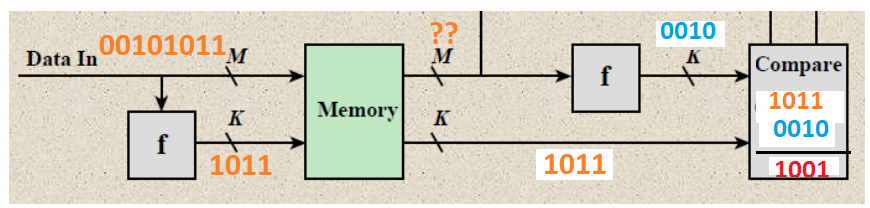 Data In
00101011
M
f
K
1011
Memory
??
M
K
f
0010
K
1011
Compare
1011
0010
1001